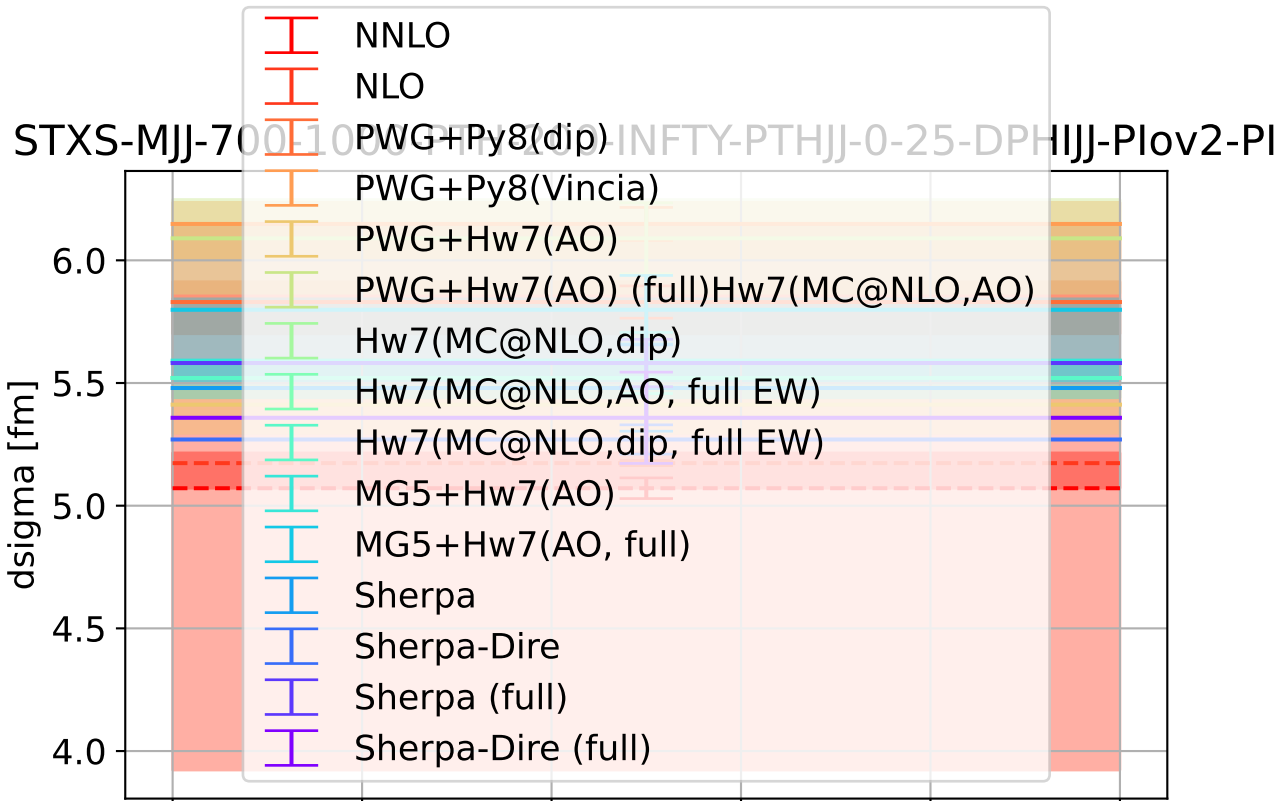 NNLO
NLO
PWG+Py8(dip)
STXS-MJJ-700-1000-PTH-200-INFTY-PTHJJ-0-25-DPHIJJ-PIov2-PI
PWG+Py8(Vincia)
PWG+Hw7(AO)
PWG+Hw7(AO) (full)Hw7(MC@NLO,AO)
Hw7(MC@NLO,dip)
Hw7(MC@NLO,AO, full EW)
Hw7(MC@NLO,dip, full EW)
MG5+Hw7(AO)
MG5+Hw7(AO, full)
Sherpa
Sherpa-Dire
Sherpa (full)
Sherpa-Dire (full)
dsigma [fm]
6.0
5.5
5.0
4.5
4.0